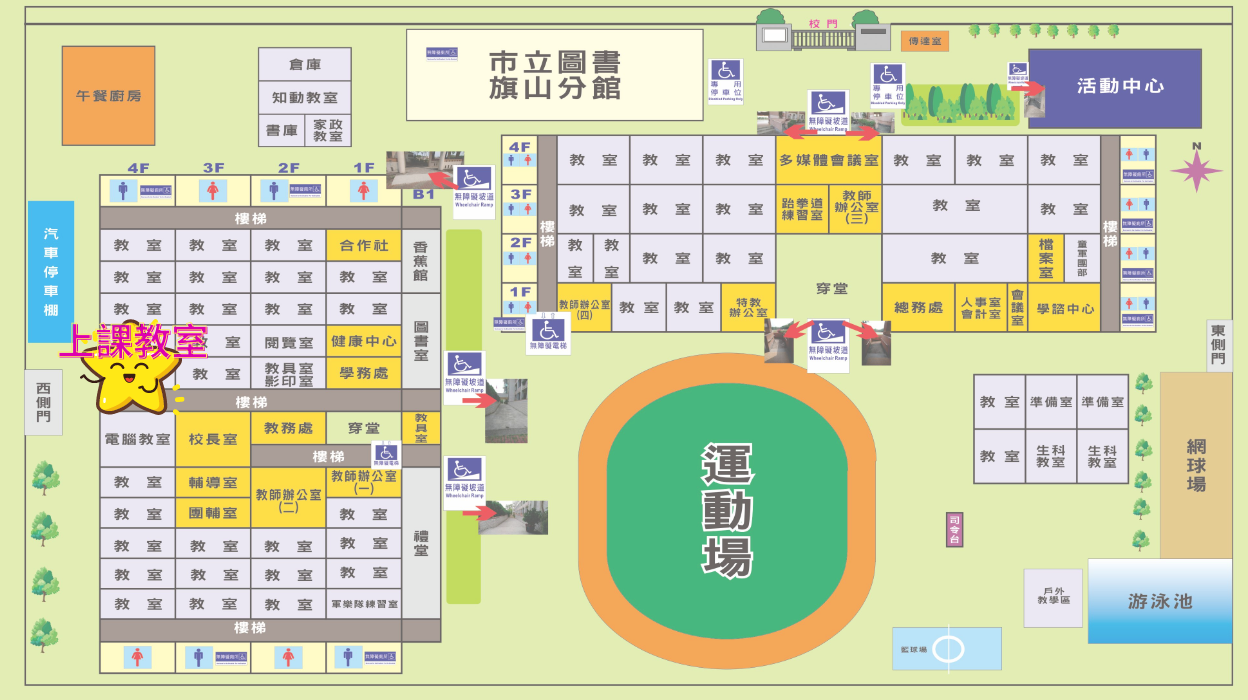 校門
傳達室
午餐廚房
倉庫
知動教室
書庫
家政
教室
市立圖書
旗山分館
專用
停車位
專用
停車位
活動中心
無障礙坡道
Wheelchair Ramp
N
4F
教室
教室
教室
多媒體會議室
教室
教室
教室
3F
教室
教室
教室
跆拳道
練習室
教師
辦公室
(三)
教室
教室
樓梯
樓梯
2F
教室
教室
教室
教室
穿堂
教室
檔案室
童軍團部
1F
教師辦公室
(四)
教室
教室
特教
辦公室
總務處
人事室
會計室
會議室
學諮中心
無障礙電梯
無障礙坡道
Wheelchair Ramp
4F
3F
2F
1F
B1
無障礙坡道
Wheelchair Ramp
樓梯
汽車停車棚
教室
教室
教室
合作社
香蕉館
教室
教室
教室
教室
教室
教室
教室
教室
上課教室
室
閱覽室
健康中心
圖書室
教室
教具室
影印室
學務處
無障礙坡道
Wheelchair Ramp
西側門
樓梯
電腦教室
校長室
教務處
穿堂
教具室
樓梯
無障礙電梯
教室
輔導室
教師辦公室
(二)
教師辦公室
(一)
無障礙坡道
Wheelchair Ramp
教室
團輔室
教室
禮堂
教室
教室
教室
教室
教室
教室
教室
教室
教室
教室
教室
軍樂隊練習室
樓梯
運動場
東側門
教室
準備室
準備室
教室
生科
教室
生科
教室
網球場
司令台
戶外
教學區
游泳池
籃球場